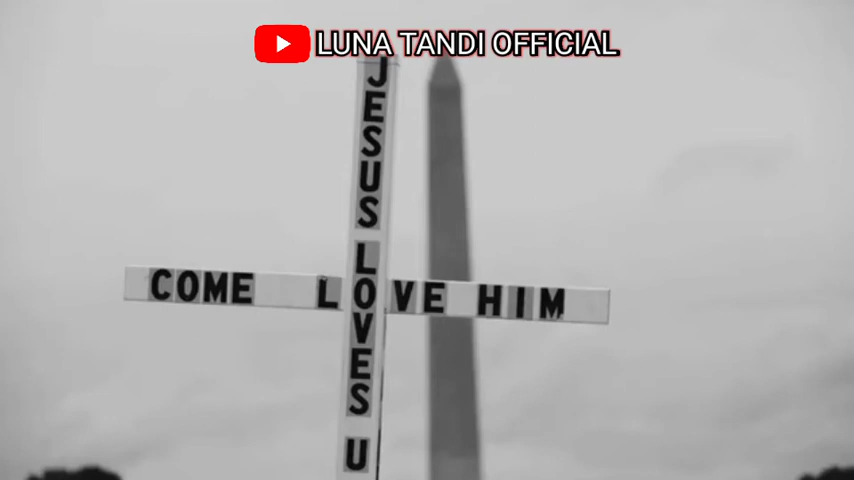 LUNA TANDI OFFICIAL
JESUS LOVES U
COME LOVE HIM